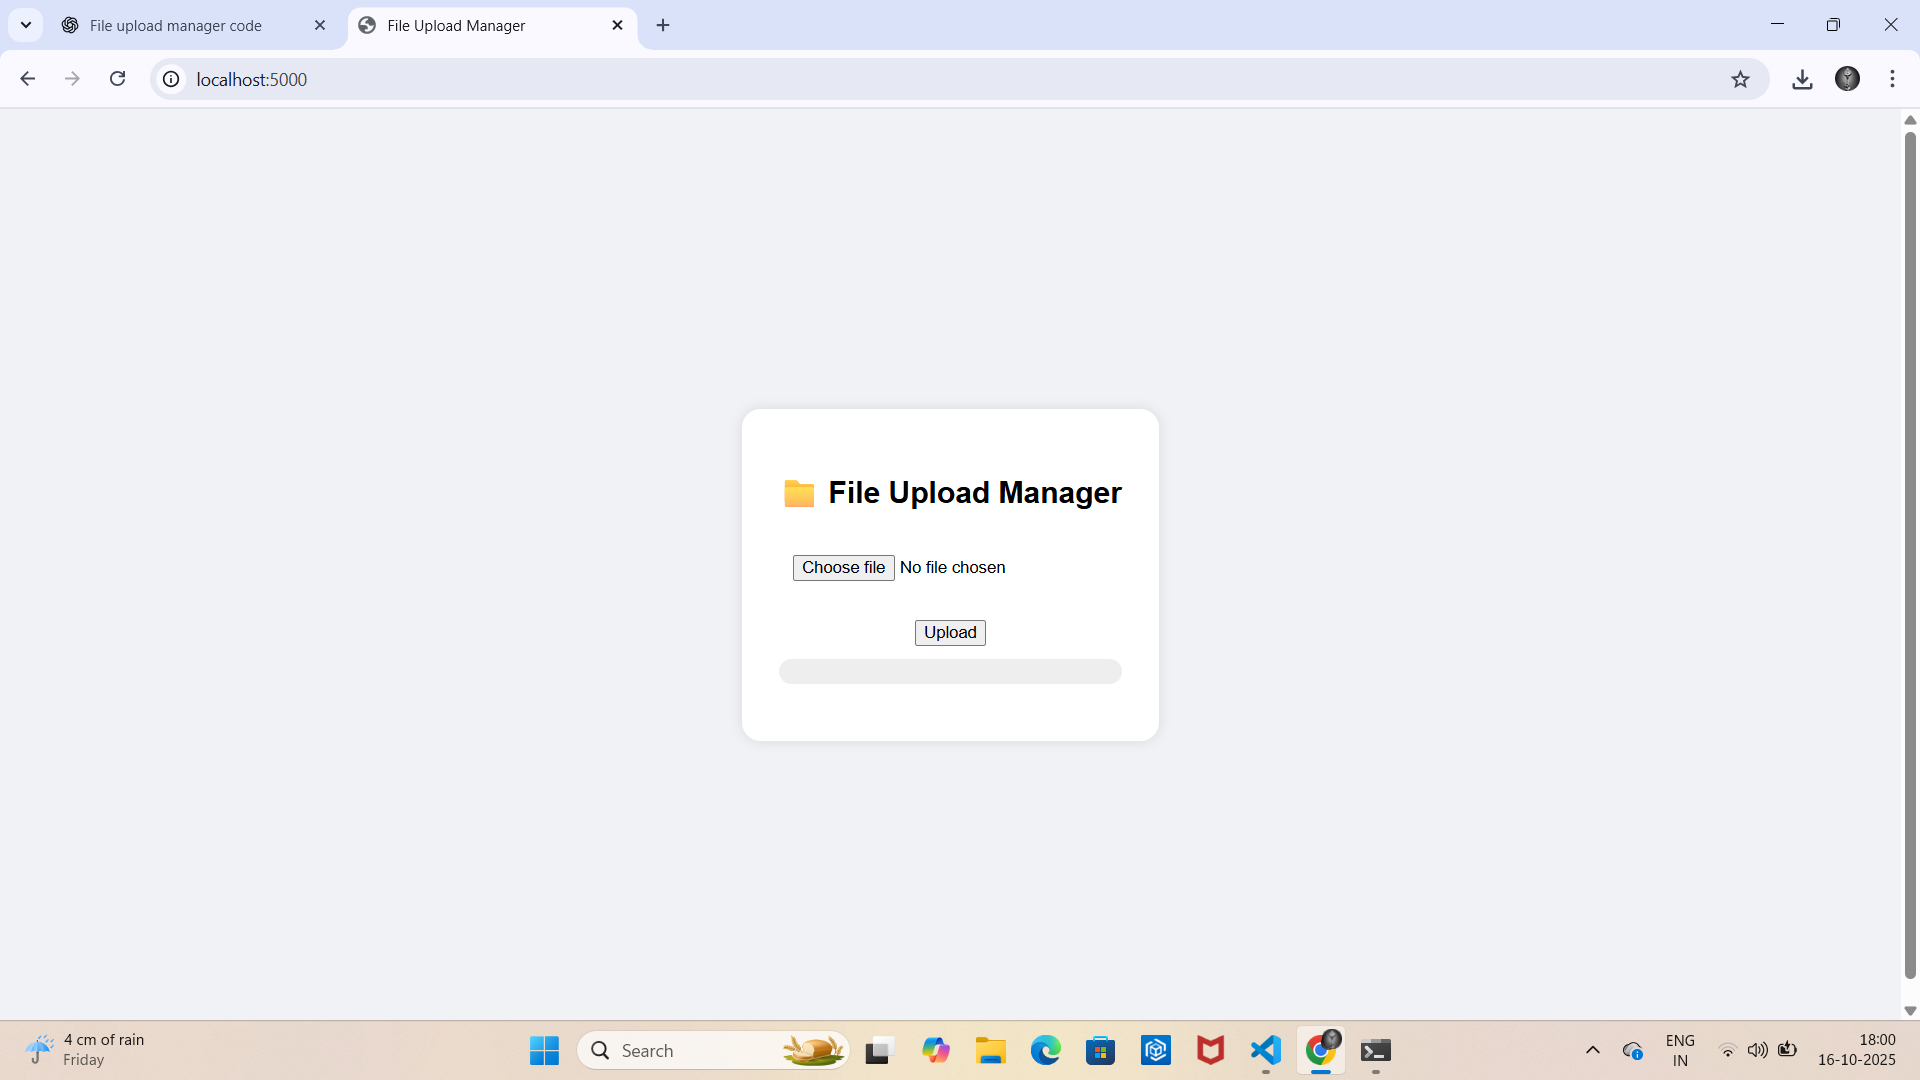 File upload manager code
File Upload Manager
localhost:5000
File Upload Manager
Choose file No file chosen
Upload
4 cm of rain
Friday
Search
ENG
IN
18:00
16-10-2025